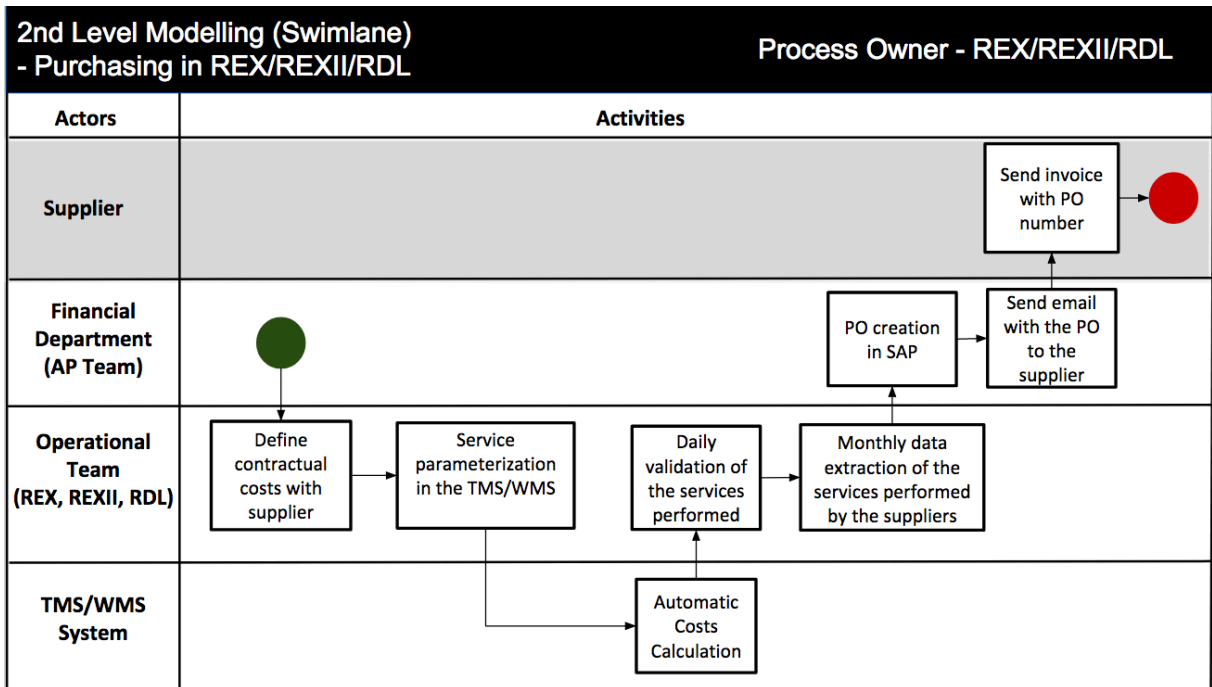 2nd Level Modelling (Swimlane)
- Purchasing in REX/REXII/RDL
Process Owner - REX/REXII/RDL
Actors
Activities
Supplier
Send invoice
with PO
number
Financial
Department
(AP Team)
PO creation
in SAP
Send email
with the PO
to the
supplier
Operational
Team
(REX, REXII, RDL)
Define
contractual
costs with
supplier
Service
parameterization
in the TMS/WMS
Daily
validation of
the services
performed
Monthly data
extraction of the
services performed
by the suppliers
TMS/WMS
System
Automatic
Costs
Calculation